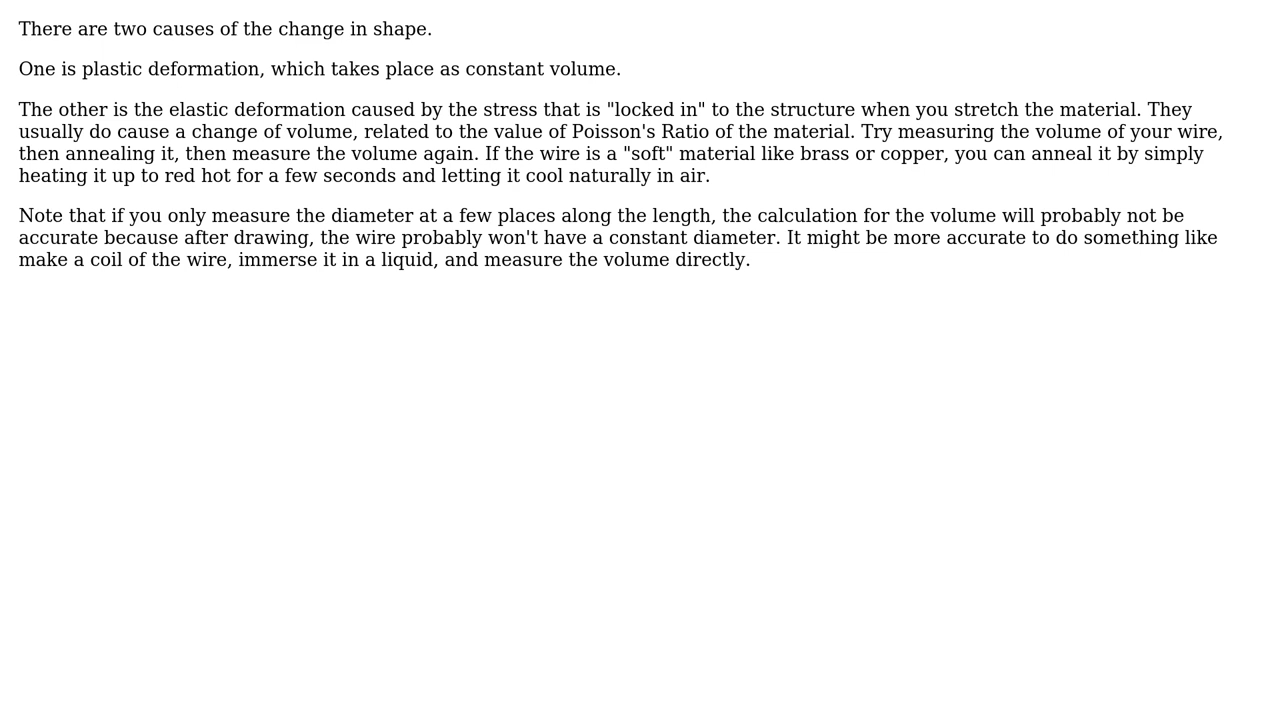 There are two causes of the change in shape.
One is plastic deformation, which takes place as constant volume.
The other is the elastic deformation caused by the stress that is "locked in" to the structure when you stretch the material. They
usually do cause a change of volume, related to the value of Poisson's Ratio of the material. Try measuring the volume of your wire,
then annealing it, then measure the volume again. If the wire is a "soft" material like brass or copper, you can anneal it by simply
heating it up to red hot for a few seconds and letting it cool naturally in air.
Note that if you only measure the diameter at a few places along the length, the calculation for the volume will probably not be
accurate because after drawing, the wire probably won't have a constant diameter. It might be more accurate to do something like
make a coil of the wire, immerse it in a liquid, and measure the volume directly.